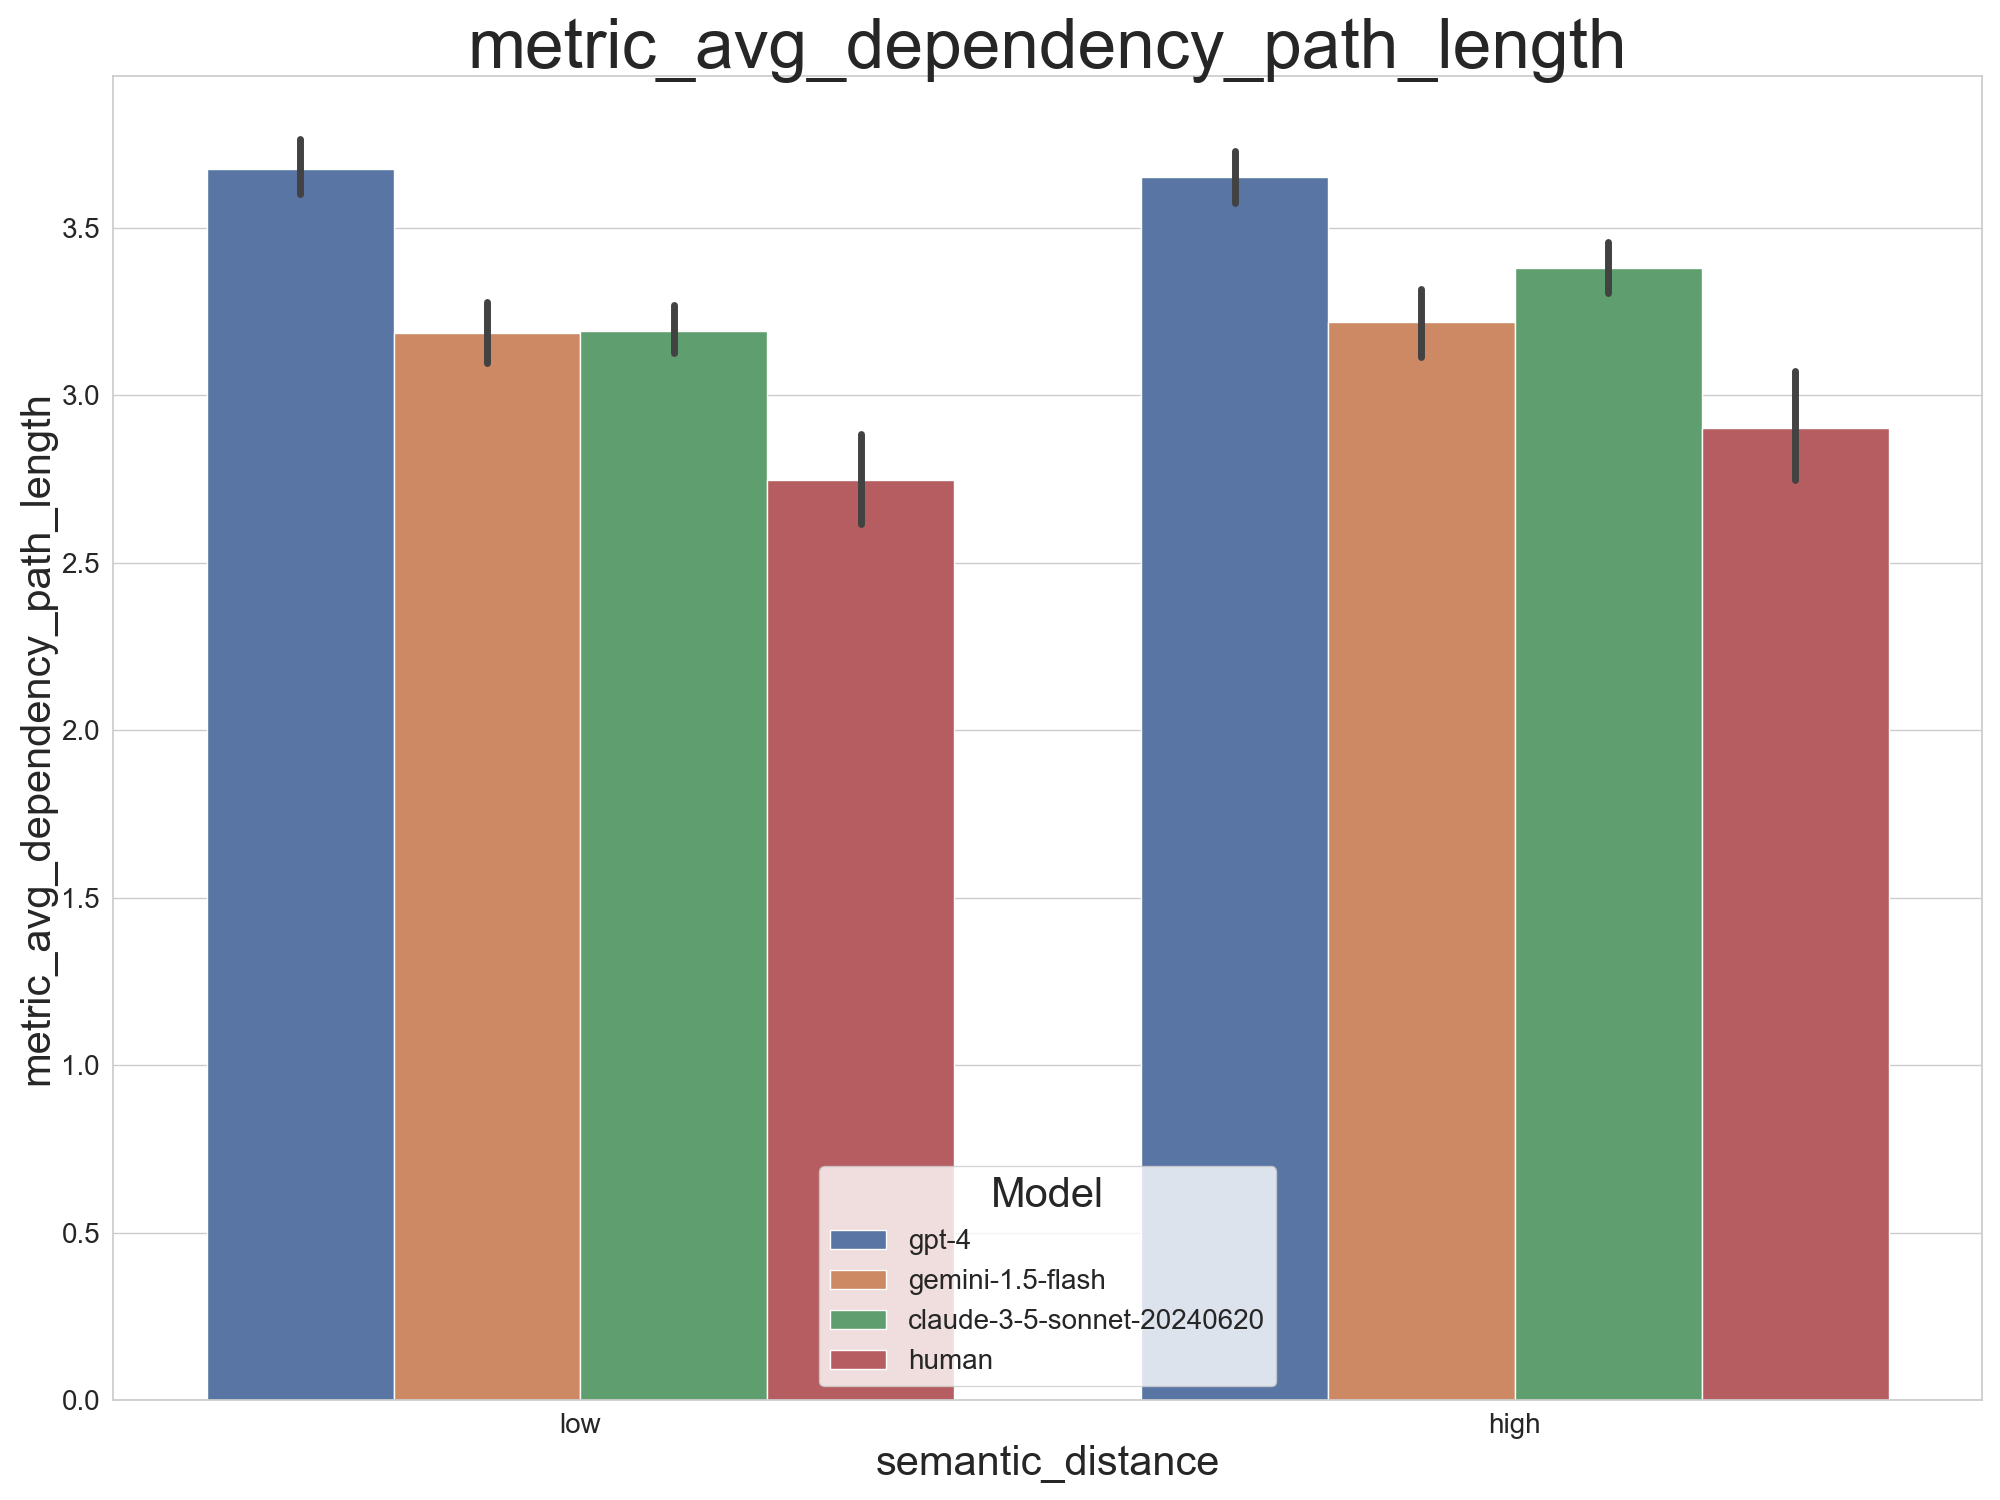 metric_avg_dependency_path_length
metric_avg_dependency_path_length
3.5
3.0
2.5
2.0
1.5
1.0
0.5
0.0
Model
gpt-4
gemini-1.5-flash
claude-3-5-sonnet-20240620
human
low
high
semantic_distance